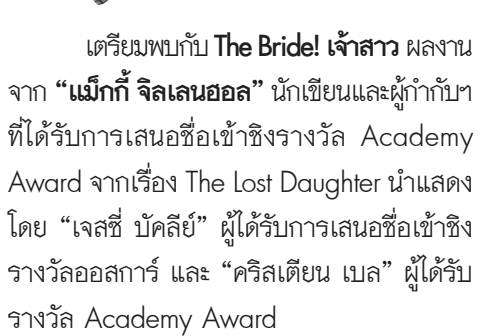 เตรียมพบกับ The Bride! เจ้าสาว ผลงาน
จาก “แม็กกี้ จิลเลนฮอล” นักเขียนและผู้กำกับฯ
ที่ได้รับการเสนอชื่อเข้าชิงรางวัล Academy
Award จากเรื่อง The Lost Daughter นำแสดง
โดย “เจสซี่ บัคลีย์” ผู้ได้รับการเสนอชื่อเข้าชิง
รางวัลออสการ์ และ “คริสเตียน เบล” ผู้ได้รับ
รางวัล Academy Award